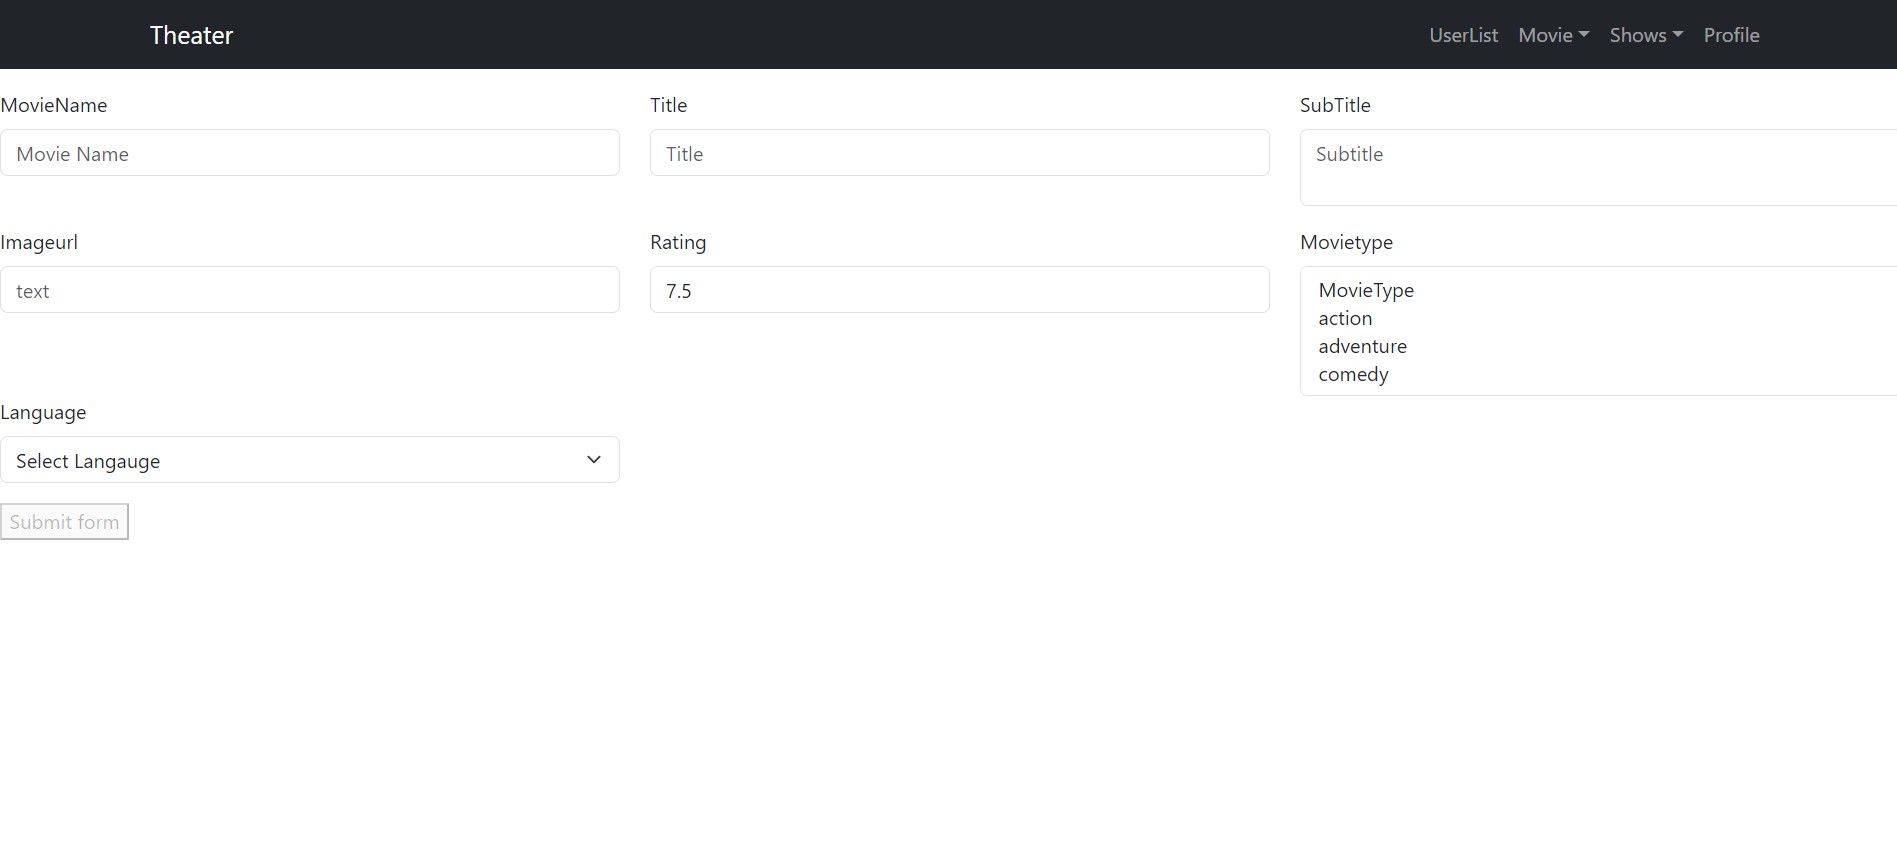 Theater UserList Movie Shows Profile
MovieName Title SubTitle
Movie Name Title Subtitle
Imageurl Rating Movietype
text 7.5 MovieType
action
adventure
comedy
Language
Select Langauge
Submit form